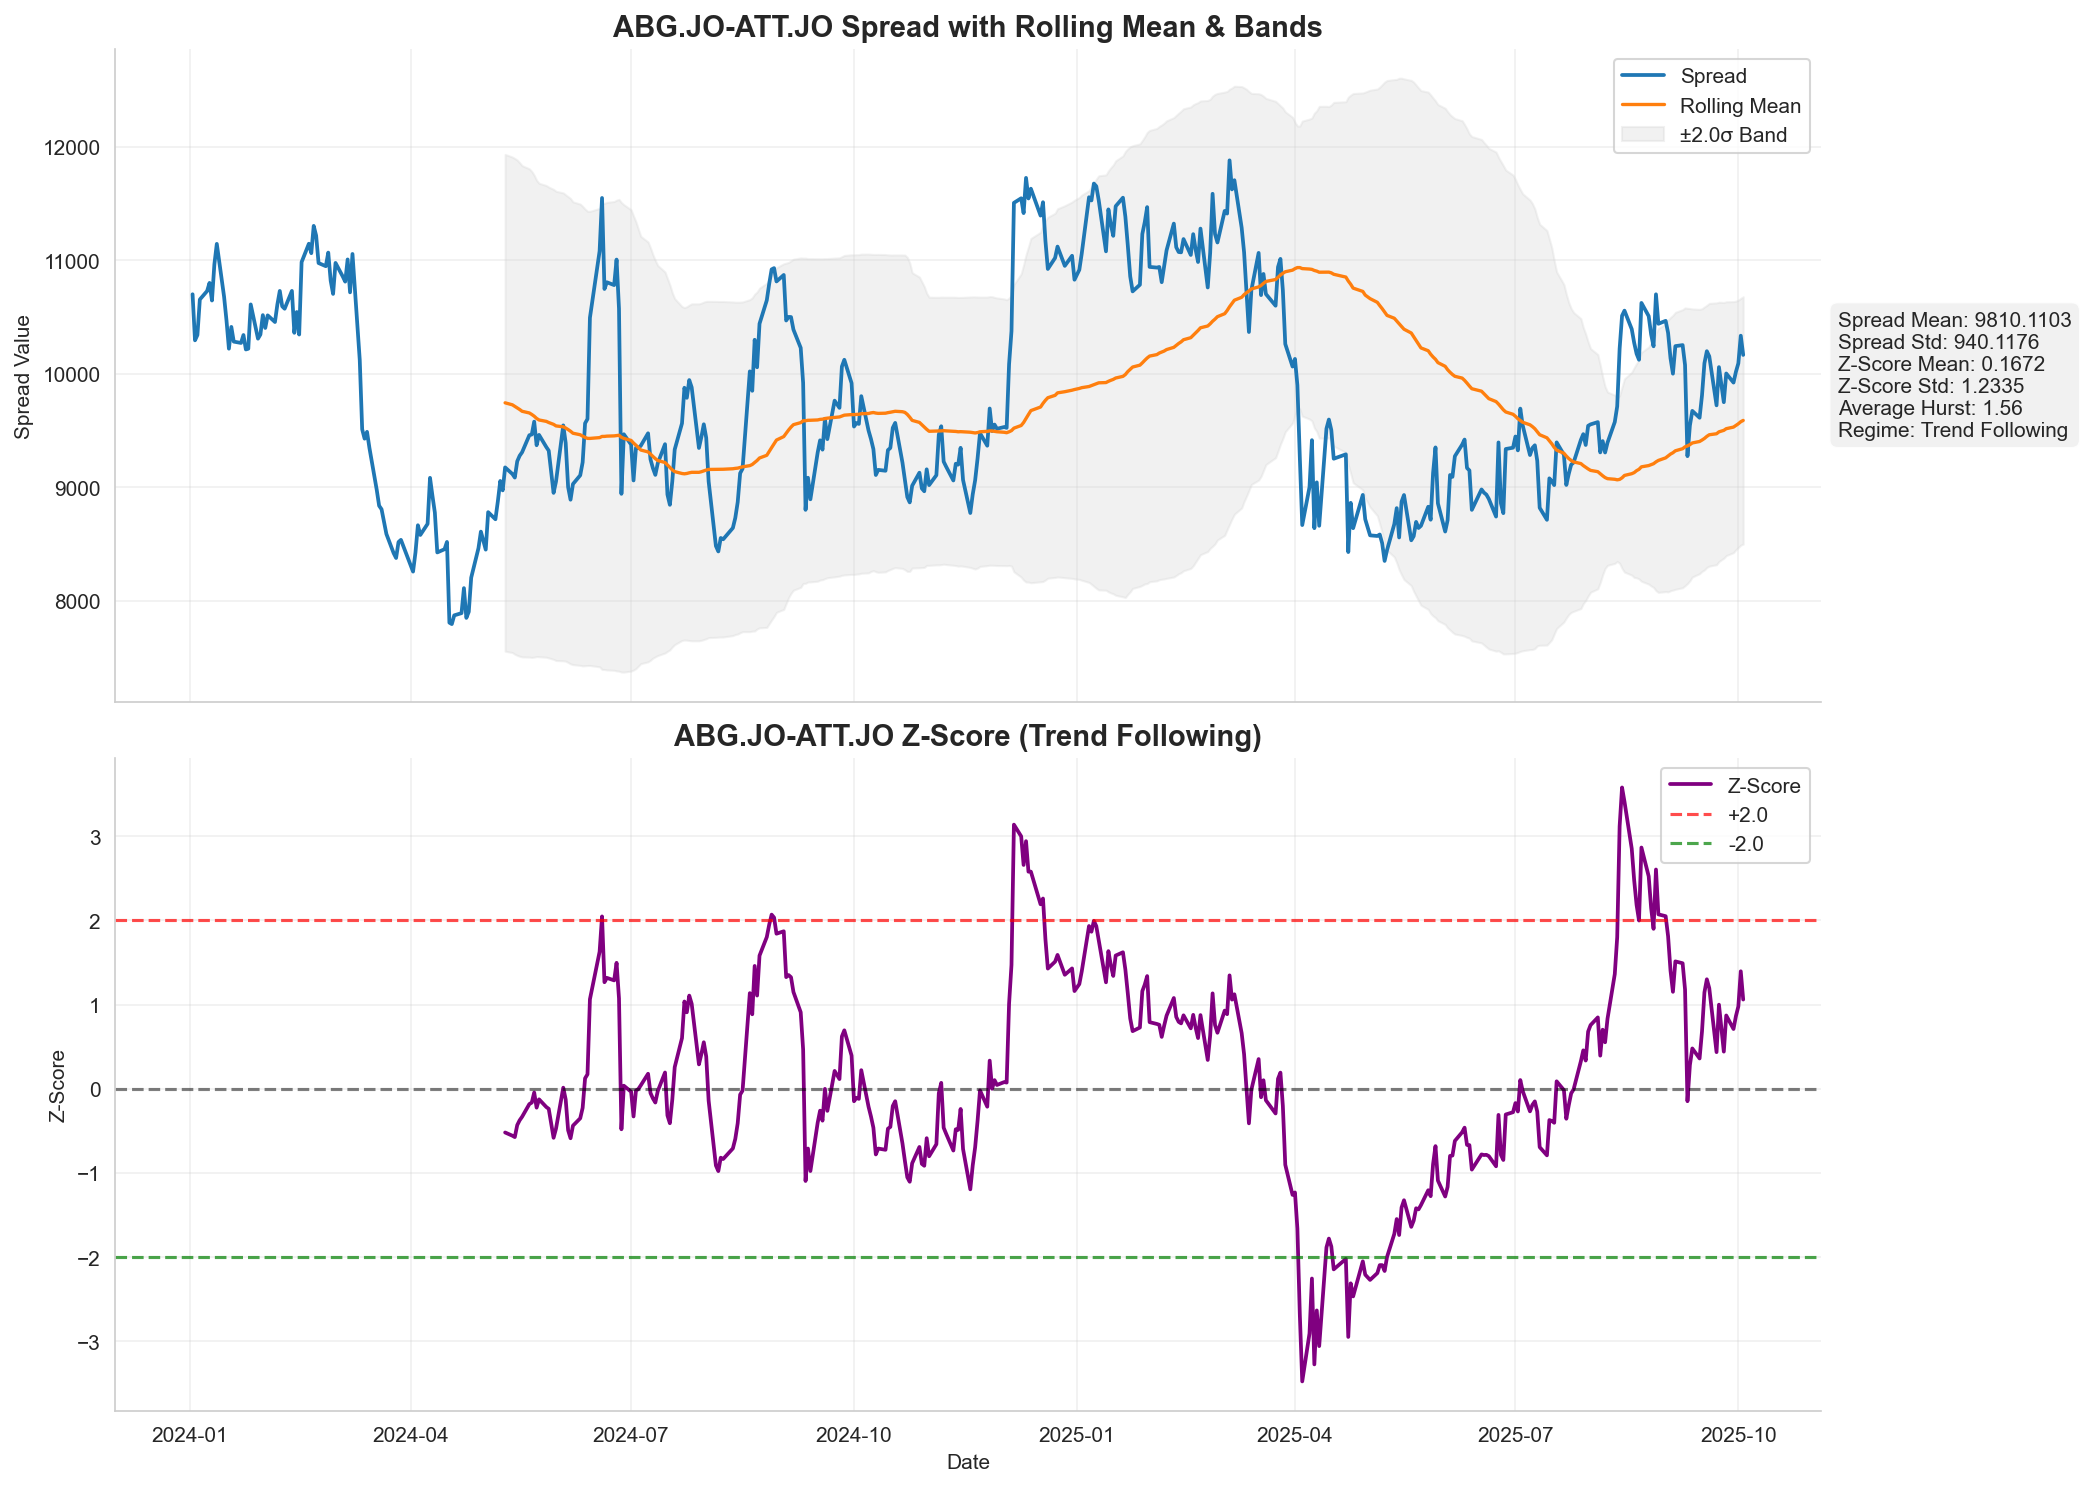 ABG.JO-ATT.JO Spread with Rolling Mean & Bands
Spread Value
12000
11000
10000
9000
8000
Spread
Rolling Mean
±2.0σ Band
Spread Mean: 9810.1103
Spread Std: 940.1176
Z-Score Mean: 0.1672
Z-Score Std: 1.2335
Average Hurst: 1.56
Regime: Trend Following
ABG.JO-ATT.JO Z-Score (Trend Following)
Z-Score
3
2
1
0
−1
−2
−3
Z-Score
+2.0
-2.0
2024-01
2024-04
2024-07
2024-10
2025-01
2025-04
2025-07
2025-10
Date